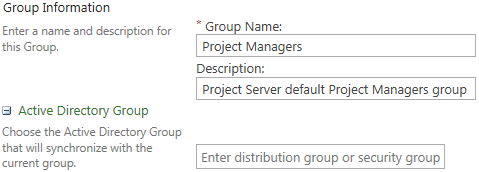 Group Information
Enter a name and description for
this Group.
* Group Name:
Project Managers
Description:
Project Server default Project Managers group
Active Directory Group
Choose the Active Directory Group
that will synchronize with the
current group.
Enter distribution group or security group